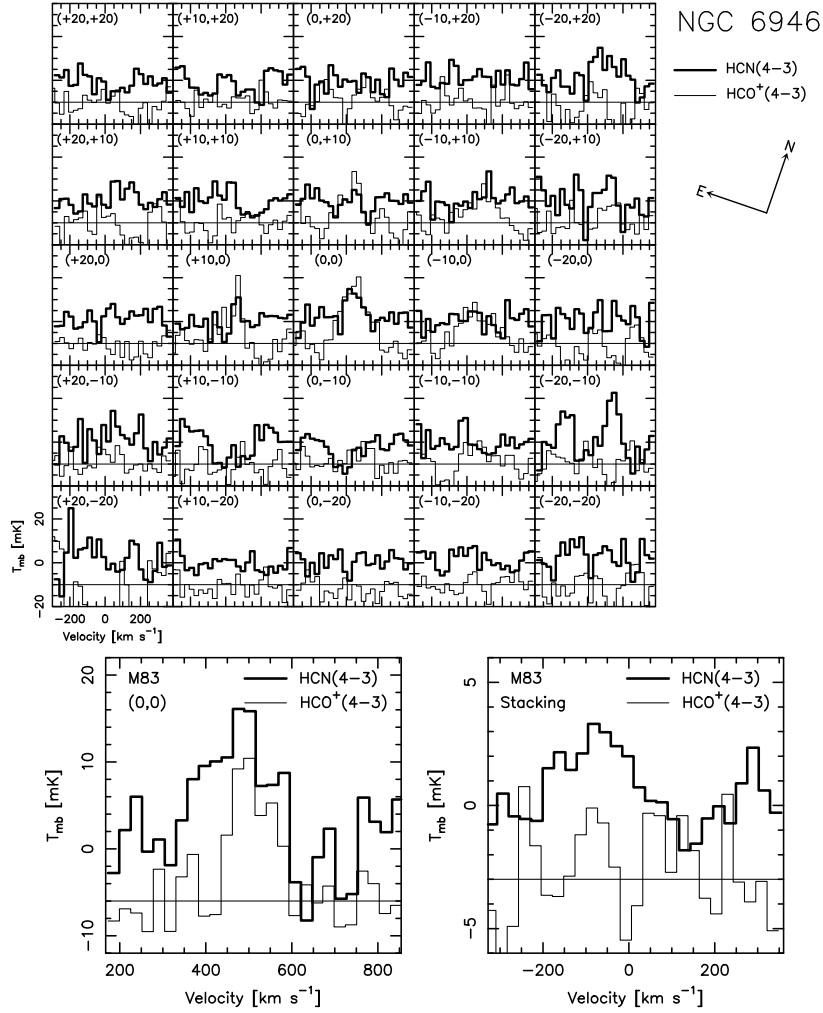 NGC 6946
HCN(4−3)
HCO⁺(4−3)
N
E
(+20,+20) (+10,+20) (0,+20) (−10,+20) (−20,+20)
(+20,+10) (+10,+10) (0,+10) (−10,+10) (−20,+10)
(+20,0) (+10,0) (0,0) (−10,0) (−20,0)
(+20,−10) (+10,−10) (0,−10) (−10,−10) (−20,−10)
(+20,−20) (+10,−20) (0,−20) (−10,−20) (−20,−20)
20
0
−20
Tmb [mK]
−200 0 200
Velocity [km s⁻¹]
M83 HCN(4−3)
(0,0) HCO⁺(4−3)
20
10
0
−10
Tmb [mK]
200 400 600 800
Velocity [km s⁻¹]
M83 HCN(4−3)
Stacking HCO⁺(4−3)
5
0
−5
Tmb [mK]
−200 0 200
Velocity [km s⁻¹]